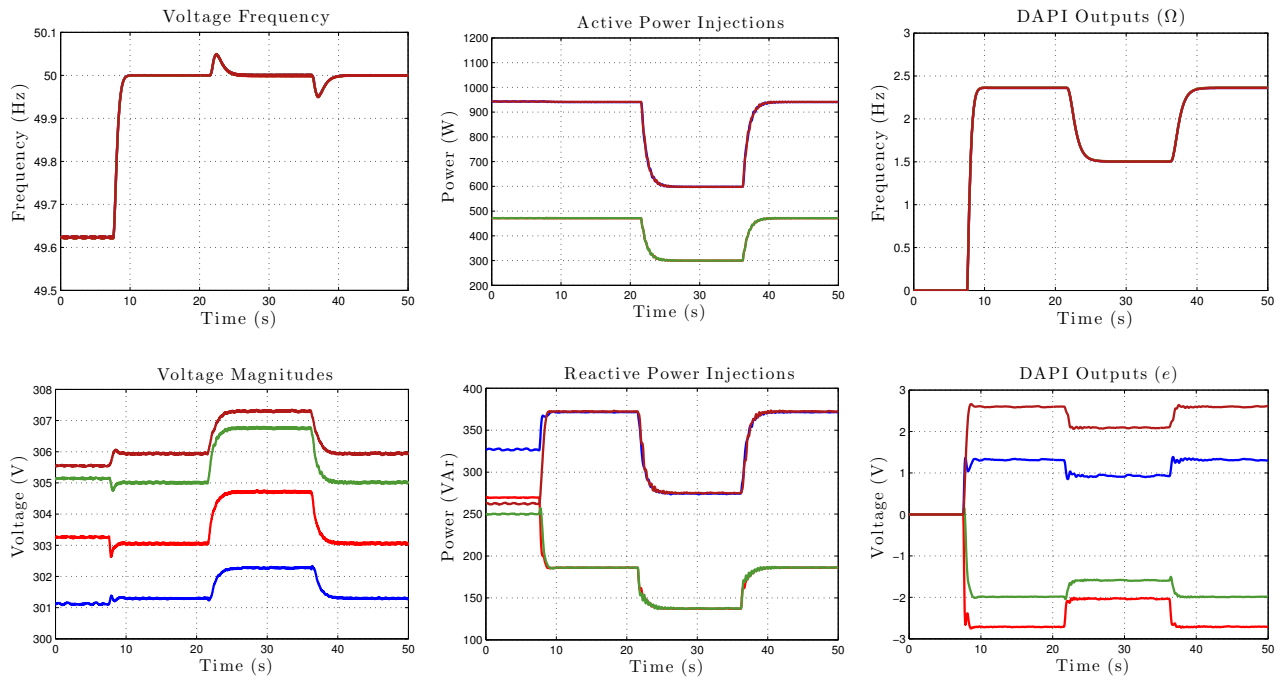 Voltage Frequency
50.1
50
49.9
49.8
49.7
49.6
49.5
0 10 20 30 40 50
Frequency (Hz)
Time (s)
Active Power Injections
1200
1100
1000
900
800
700
600
500
400
300
200
0 10 20 30 40 50
Power (W)
Time (s)
DAPI Outputs (Ω)
3
2.5
2
1.5
1
0.5
0
0 10 20 30 40 50
Frequency (Hz)
Time (s)
Voltage Magnitudes
308
307
306
305
304
303
302
301
300
0 10 20 30 40 50
Voltage (V)
Time (s)
Reactive Power Injections
400
350
300
250
200
150
100
0 10 20 30 40 50
Power (VAr)
Time (s)
DAPI Outputs (e)
3
2
1
0
−1
−2
−3
0 10 20 30 40 50
Voltage (V)
Time (s)